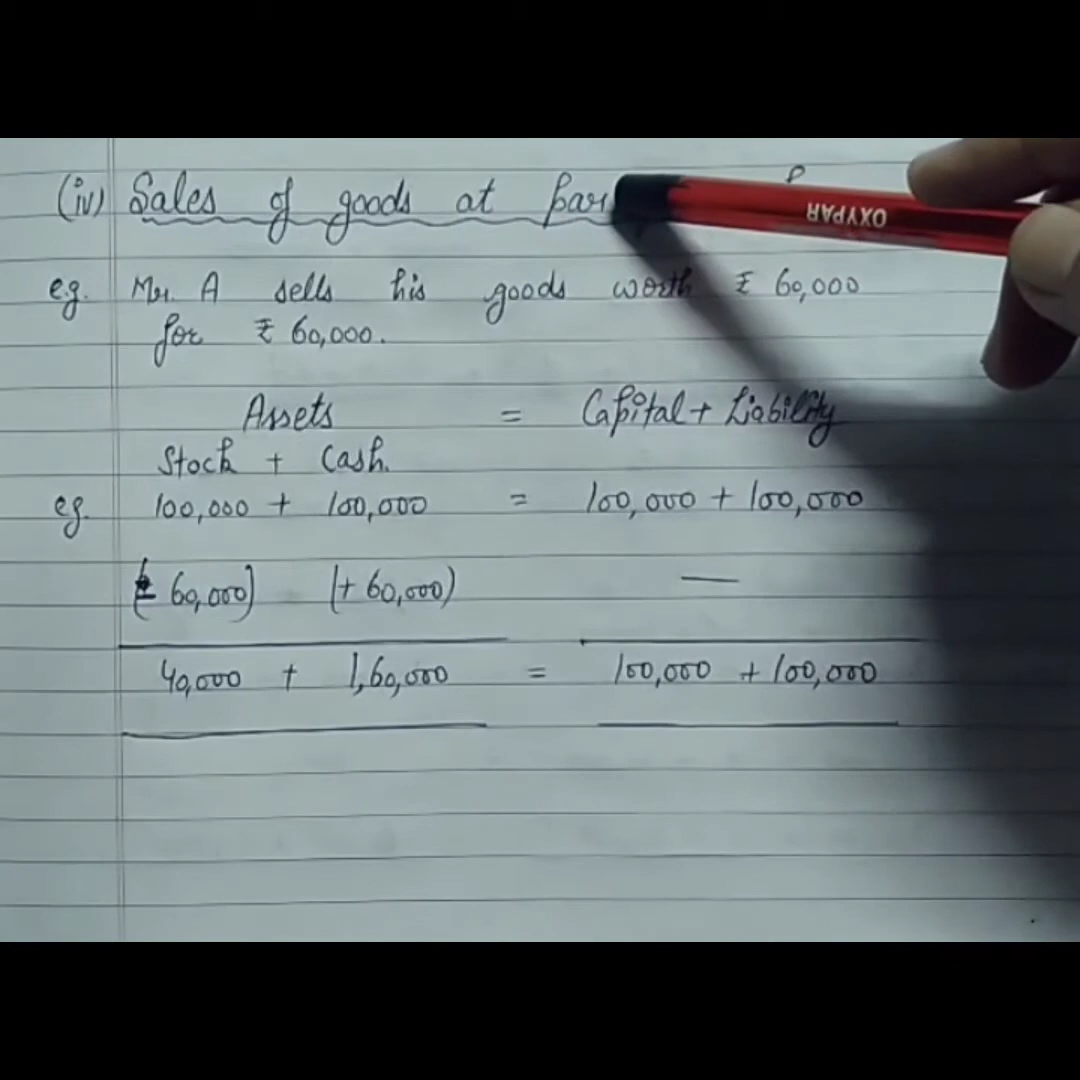 (iv) Sales of goods at par
OXYPAR
e.g. Mr. A sells his goods worth ₹ 60,000
for ₹ 60,000.
Assets = Capital + Liability
Stock + Cash.
eg. 100,000 + 100,000 = 100,000 + 100,000
(- 60,000) (+ 60,000) —
40,000 + 1,60,000 = 100,000 + 100,000